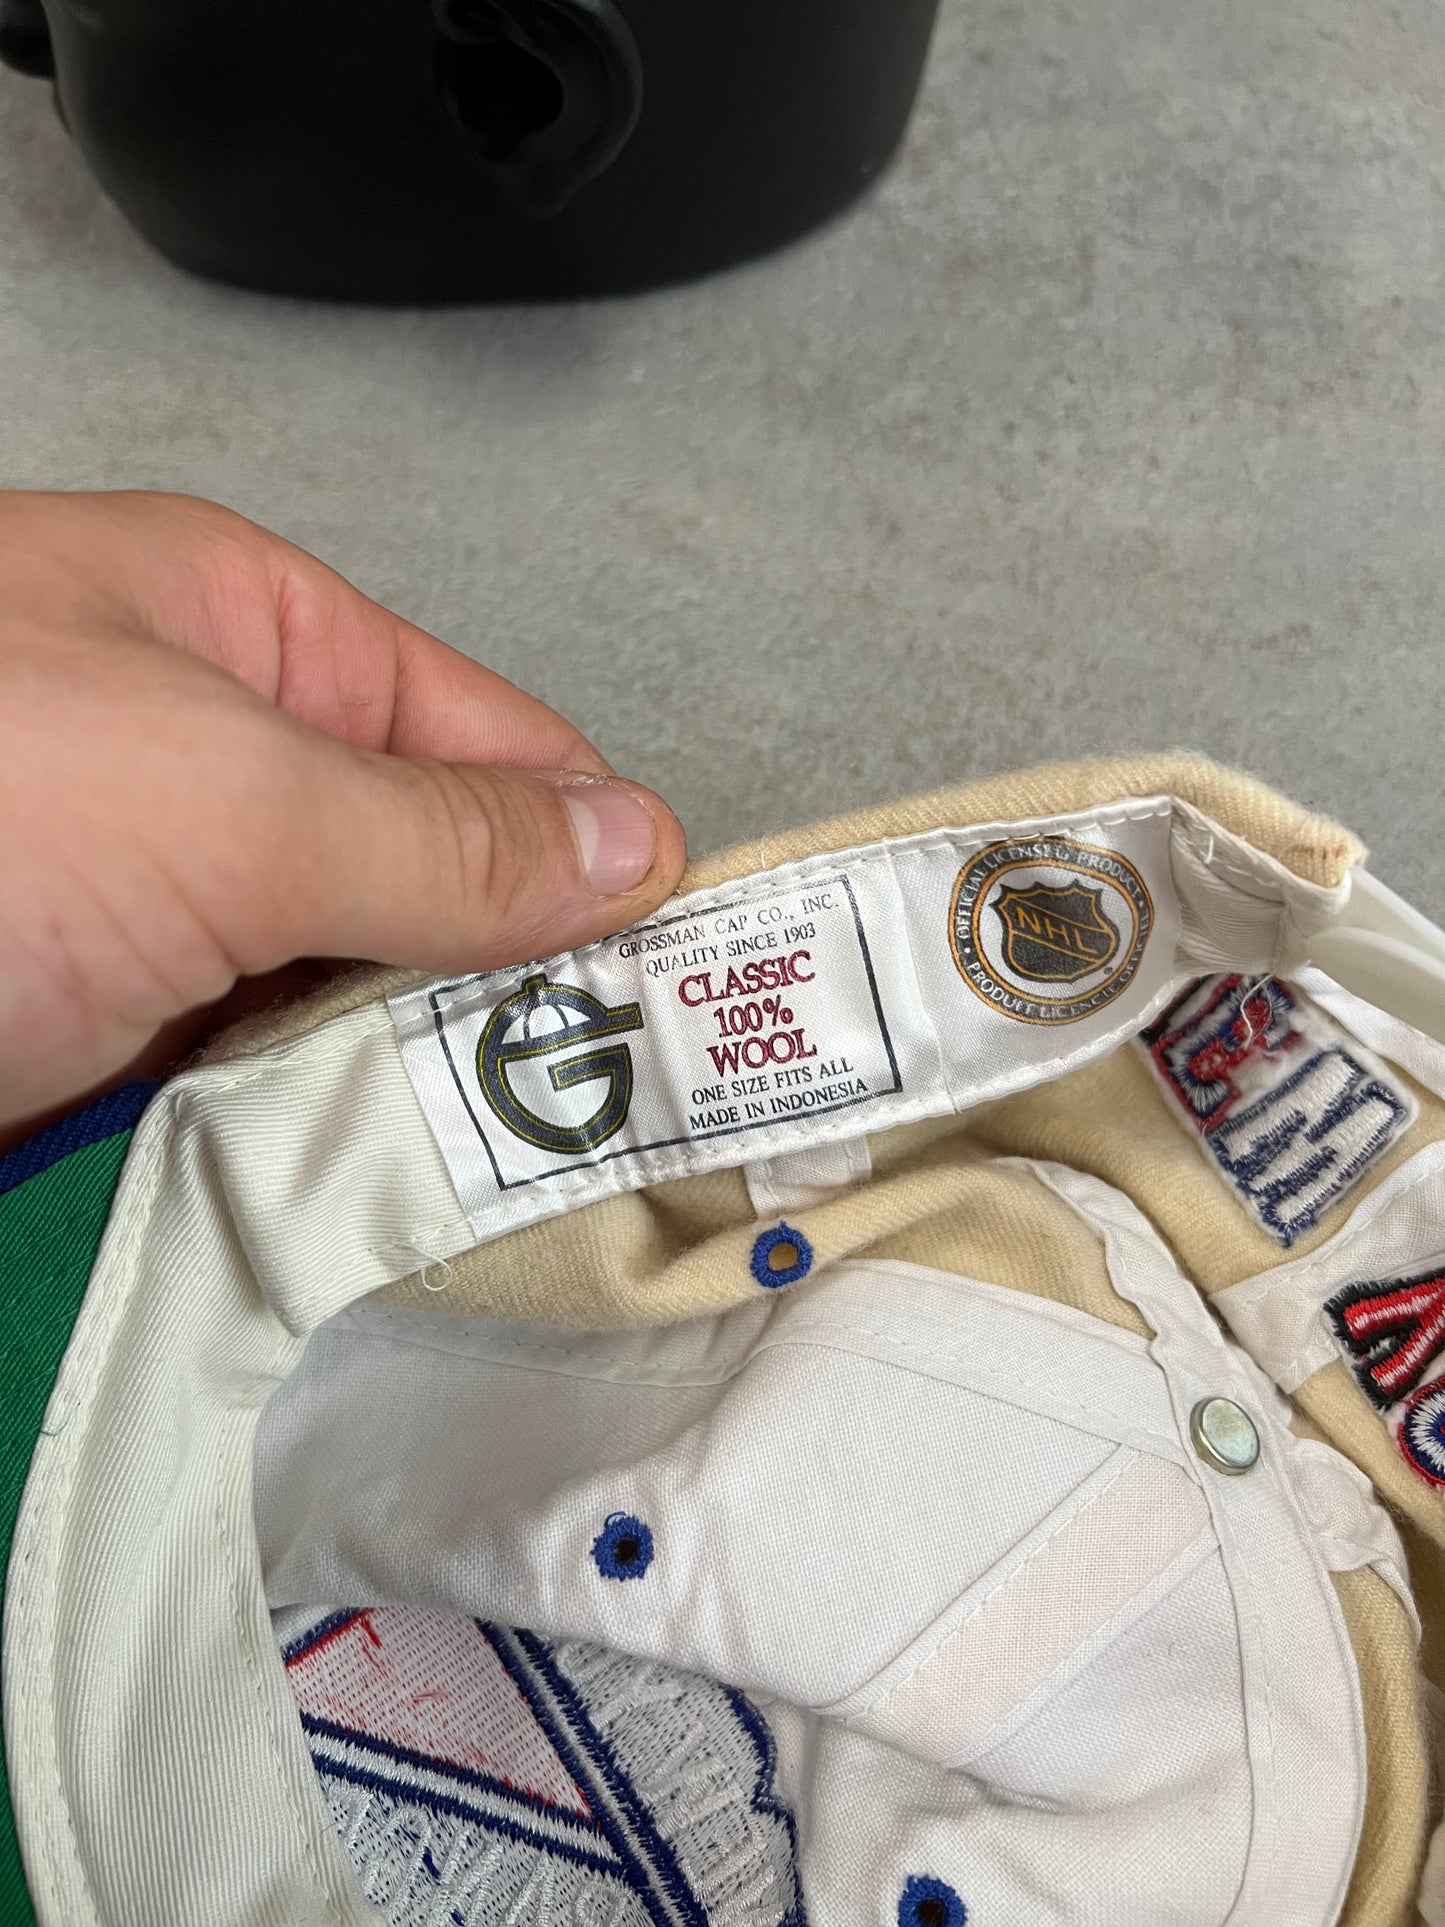 GROSSMAN CAP CO., INC.
QUALITY SINCE 1903
CLASSIC
100%
WOOL
ONE SIZE FITS ALL
MADE IN INDONESIA
G
• OFFICIAL LICENSED PRODUCT •
NHL
®
PRODUIT LICENCIÉ OFFICIEL